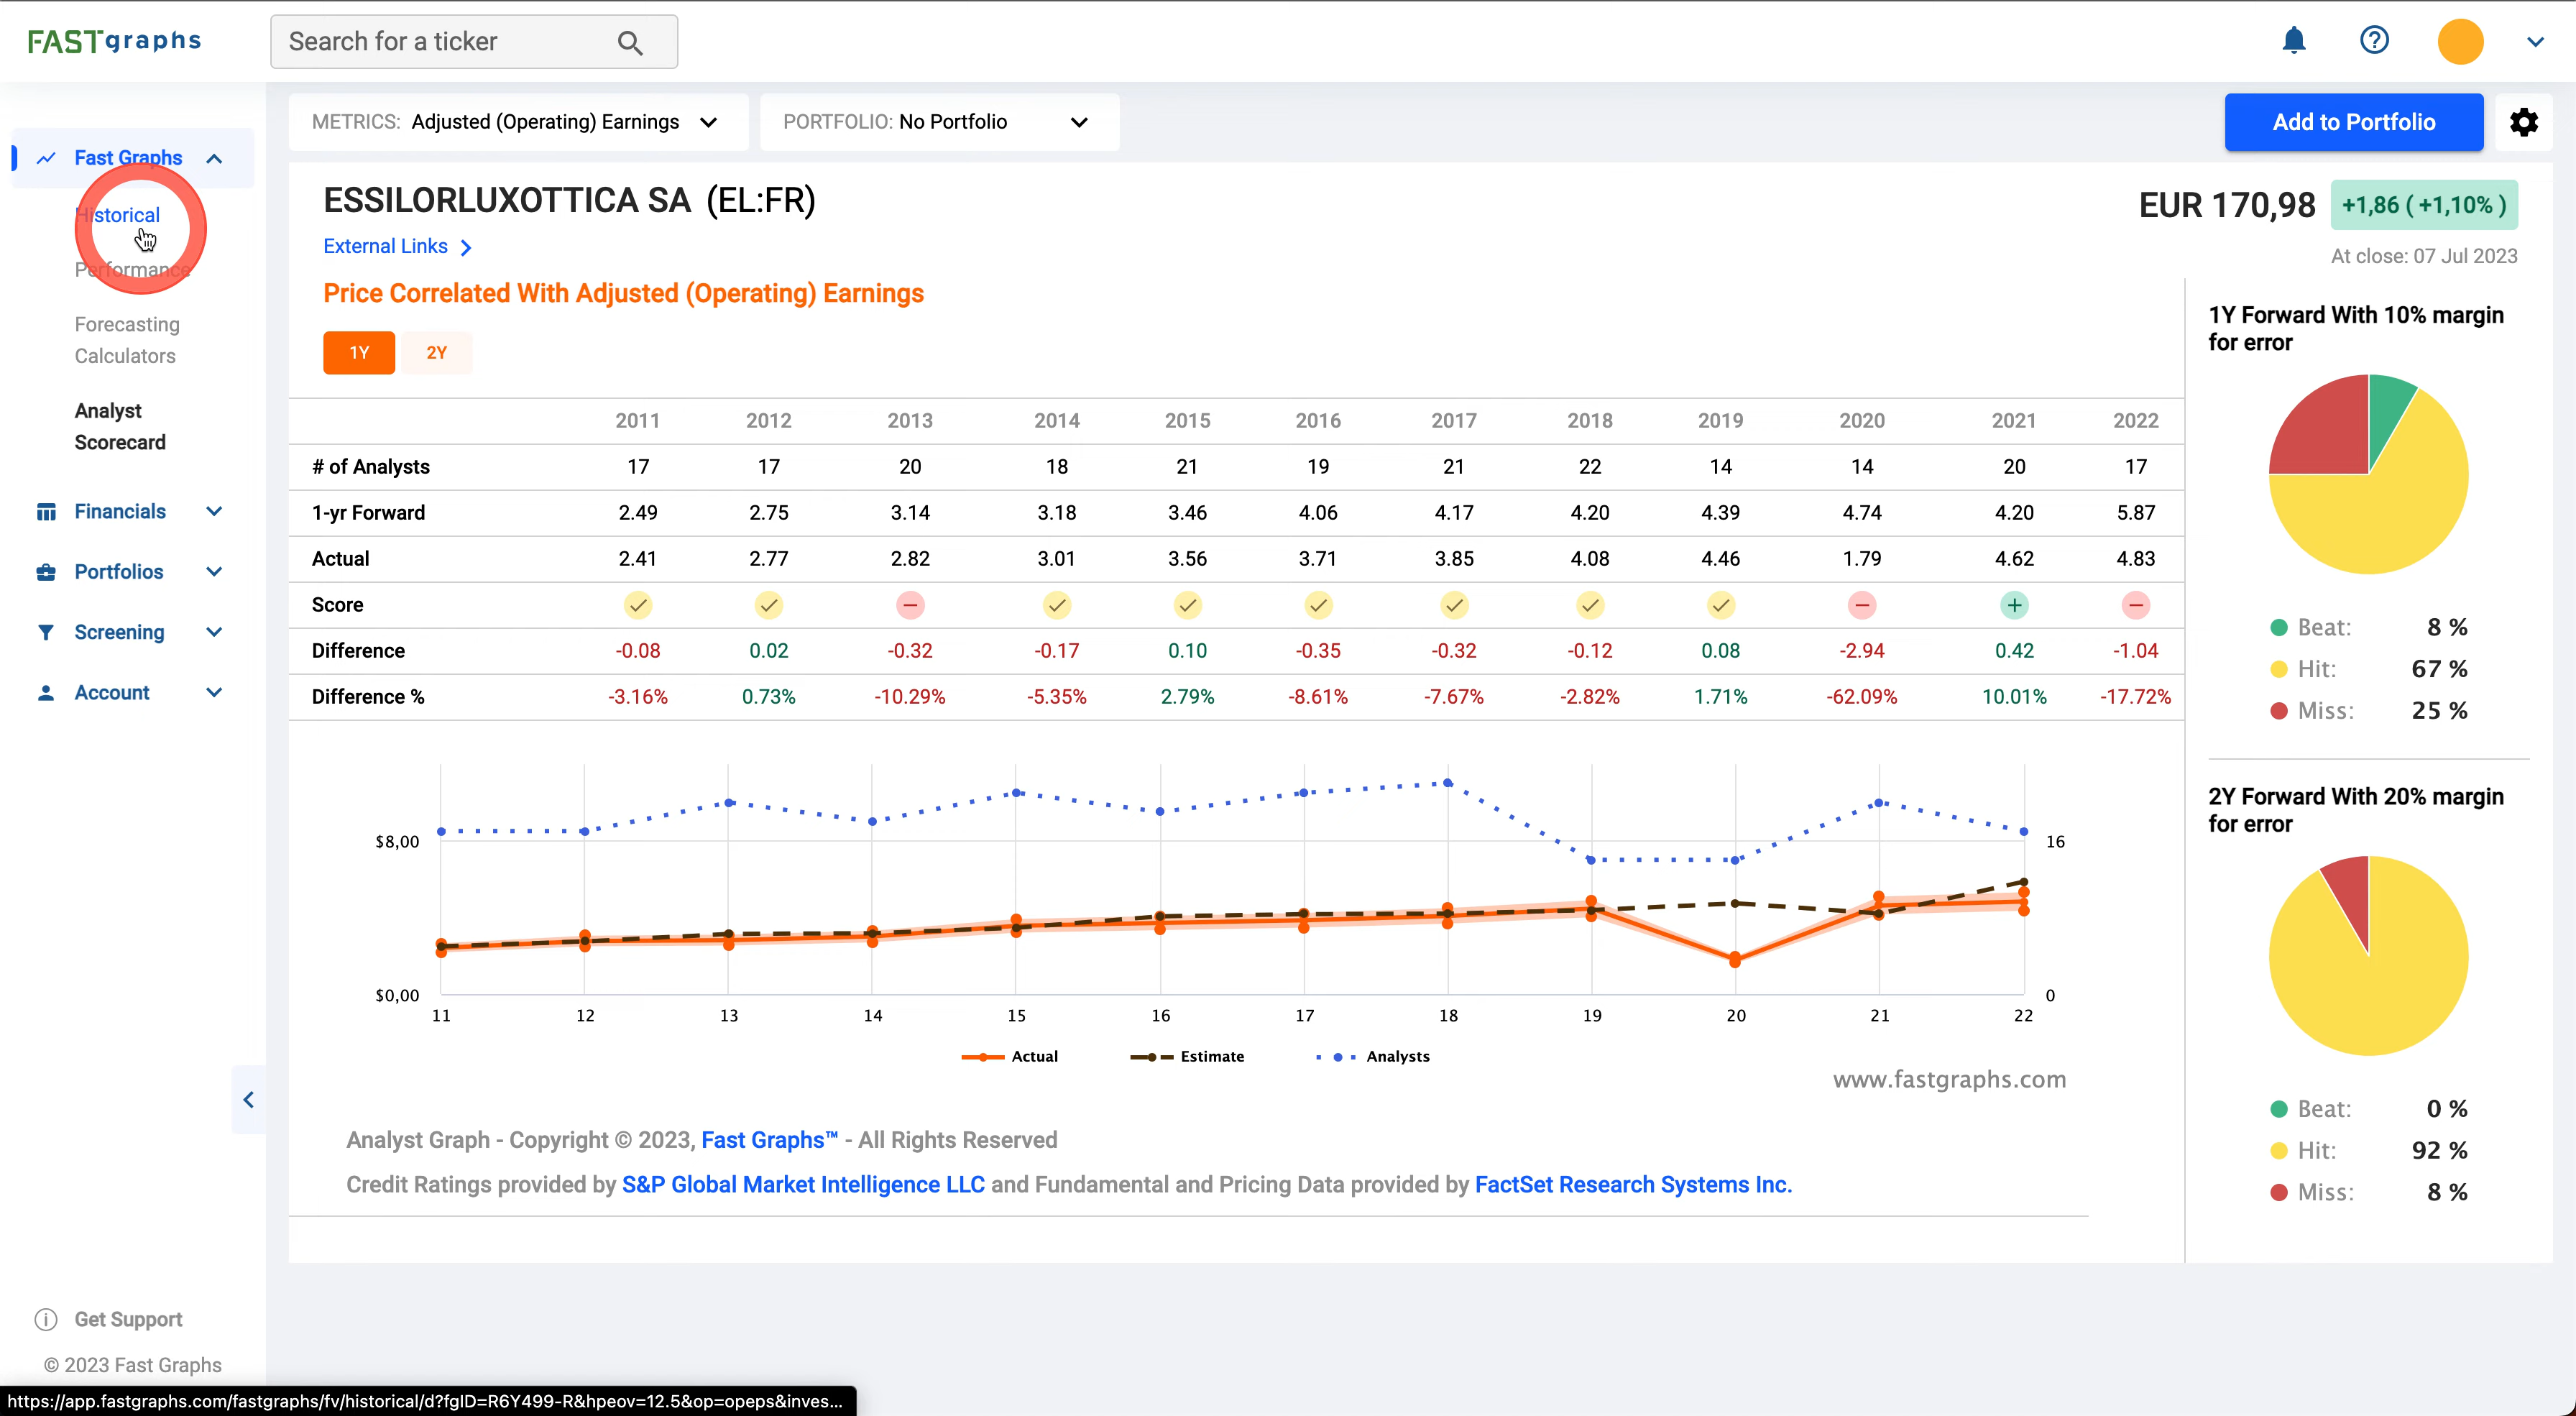 FASTgraphs
Search for a ticker
METRICS: Adjusted (Operating) Earnings
PORTFOLIO: No Portfolio
Add to Portfolio
Fast Graphs
Historical
Performance
Forecasting
Calculators
Analyst
Scorecard
Financials
Portfolios
Screening
Account
Get Support
© 2023 Fast Graphs
ESSILORLUXOTTICA SA (EL:FR)
EUR 170,98 +1,86 ( +1,10% )
External Links
At close: 07 Jul 2023
Price Correlated With Adjusted (Operating) Earnings
1Y 2Y
2011 2012 2013 2014 2015 2016 2017 2018 2019 2020 2021 2022
# of Analysts 17 17 20 18 21 19 21 22 14 14 20 17
1-yr Forward 2.49 2.75 3.14 3.18 3.46 4.06 4.17 4.20 4.39 4.74 4.20 5.87
Actual 2.41 2.77 2.82 3.01 3.56 3.71 3.85 4.08 4.46 1.79 4.62 4.83
Score
Difference -0.08 0.02 -0.32 -0.17 0.10 -0.35 -0.32 -0.12 0.08 -2.94 0.42 -1.04
Difference % -3.16% 0.73% -10.29% -5.35% 2.79% -8.61% -7.67% -2.82% 1.71% -62.09% 10.01% -17.72%
$8,00 16
$0,00 0
11 12 13 14 15 16 17 18 19 20 21 22
Actual Estimate Analysts
www.fastgraphs.com
Analyst Graph - Copyright © 2023, Fast Graphs™ - All Rights Reserved
Credit Ratings provided by S&P Global Market Intelligence LLC and Fundamental and Pricing Data provided by FactSet Research Systems Inc.
1Y Forward With 10% margin
for error
Beat: 8 %
Hit: 67 %
Miss: 25 %
2Y Forward With 20% margin
for error
Beat: 0 %
Hit: 92 %
Miss: 8 %
https://app.fastgraphs.com/fastgraphs/fv/historical/d?fgID=R6Y499-R&hpeov=12.5&op=opeps&inves...